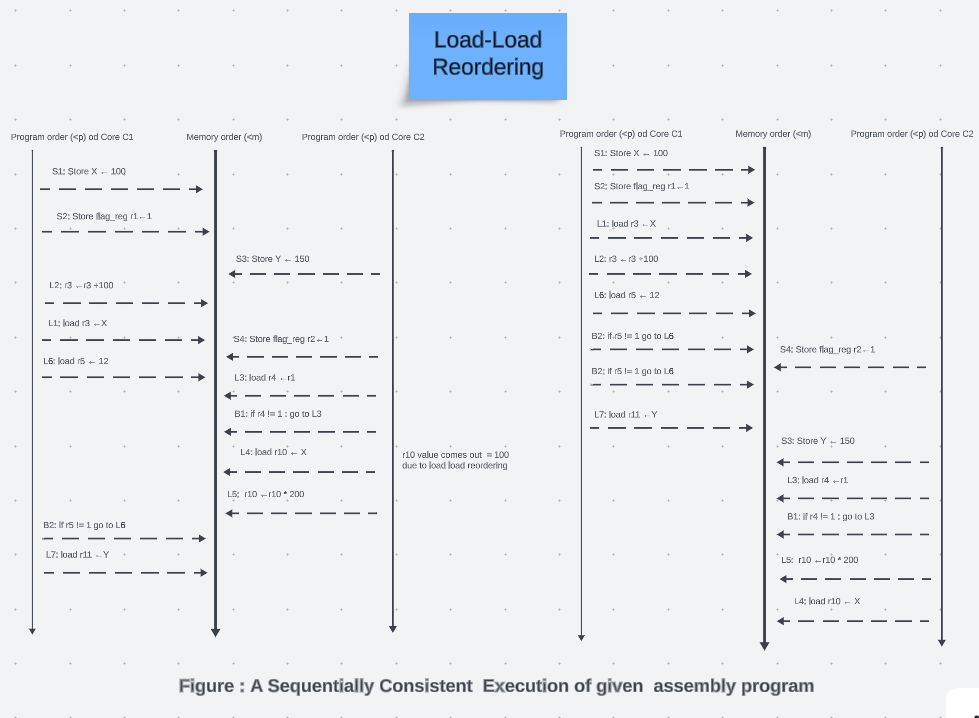 Load-Load
Reordering
Program order (<p) od Core C1
Memory order (<m)
Program order (<p) od Core C2
S1: Store X ← 100
S2: Store flag_reg r1←1
S3: Store Y ← 150
L2: r3 ←r3 +100
L1: load r3 ←X
S4: Store flag_reg r2←1
L6: load r5 ← 12
L3: load r4 ←r1
B1: if r4 != 1 : go to L3
L4: load r10 ← X
r10 value comes out = 100
due to load load reordering
L5: r10 ←r10 * 200
B2: if r5 != 1 go to L6
L7: load r11 ←Y
Program order (<p) od Core C1
Memory order (<m)
Program order (<p) od Core C2
S1: Store X ← 100
S2: Store flag_reg r1←1
L1: load r3 ←X
L2: r3 ←r3 +100
L6: load r5 ← 12
B2: if r5 != 1 go to L6
S4: Store flag_reg r2←1
B2: if r5 != 1 go to L6
L7: load r11 ←Y
S3: Store Y ← 150
L3: load r4 ←r1
B1: if r4 != 1 : go to L3
L5: r10 ←r10 * 200
L4: load r10 ← X
Figure : A Sequentially Consistent Execution of given assembly program